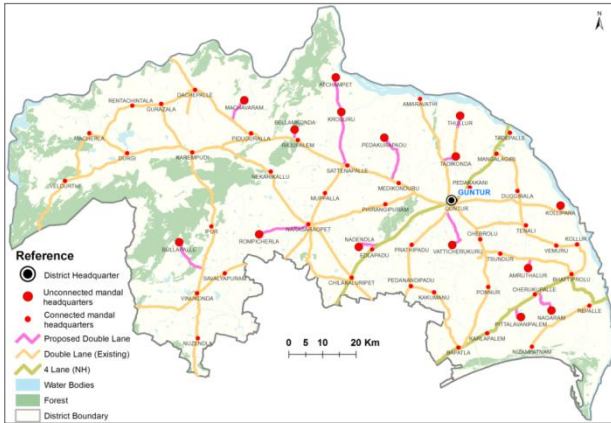 N
ATCHAMPET
DACHEPALLE
RENTACHINTALA
MACHAVARAM
AMARAVATHI
GURAZALA
KROSURU
THULLUR
BELLAMKONDA
MACHERLA
PIDUGURALLA
RAJUPALEM
PEDAKURAPADU
TADEPALLE
DURGI
KAREMPUDI
SATTENAPALLE
TADIKONDA
MANGALAGIRI
NEKARIKALLU
MEDIKONDURU
PEDAKAKANI
VELDURTHI
MUPPALLA
GUNTUR
GUNTUR
DUGGIRALA
PHIRANGIPURAM
KOLLIPARA
IPUR
NARASARAOPET
CHEBROLU
TENALI
Reference
BOLLAPALLE
ROMPICHERLA
NADENDLA
EDLAPADU
PRATHIPADU
VATTICHERUKURU
KOLLUR
VEMURU
District Headquarter
TSUNDUR
Unconnected mandal
headquarters
SAVALYAPURAM
CHILAKALURIPET
AMRUTHALUR
BHATTIPROLU
Connected mandal
headquarters
VINUKONDA
PEDANANDIPADU
KAKUMANU
PONNUR
CHERUKUPALLE
Proposed Double Lane
NAGARAM
REPALLE
Double Lane (Existing)
NUZENDLA
PITTALAVANIPALEM
4 Lane (NH)
0 5 10 20 Km
KARLAPALEM
BAPATLA
NIZAMPATNAM
Water Bodies
Forest
District Boundary